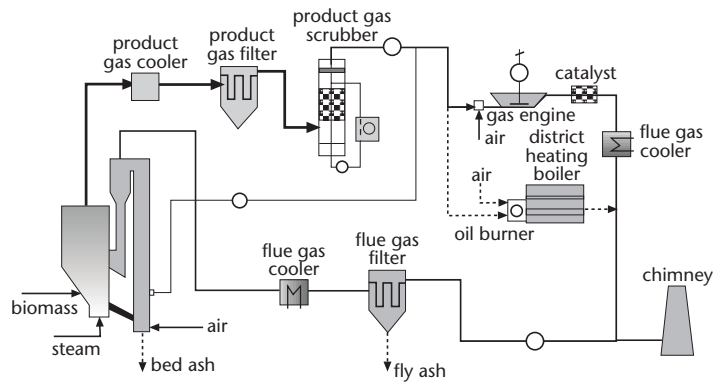 product gas
scrubber
product
gas cooler
product
gas filter
catalyst
gas engine
air
flue gas
cooler
district
heating
boiler
air
oil burner
flue gas
cooler
flue gas
filter
chimney
biomass
steam
air
bed ash
fly ash